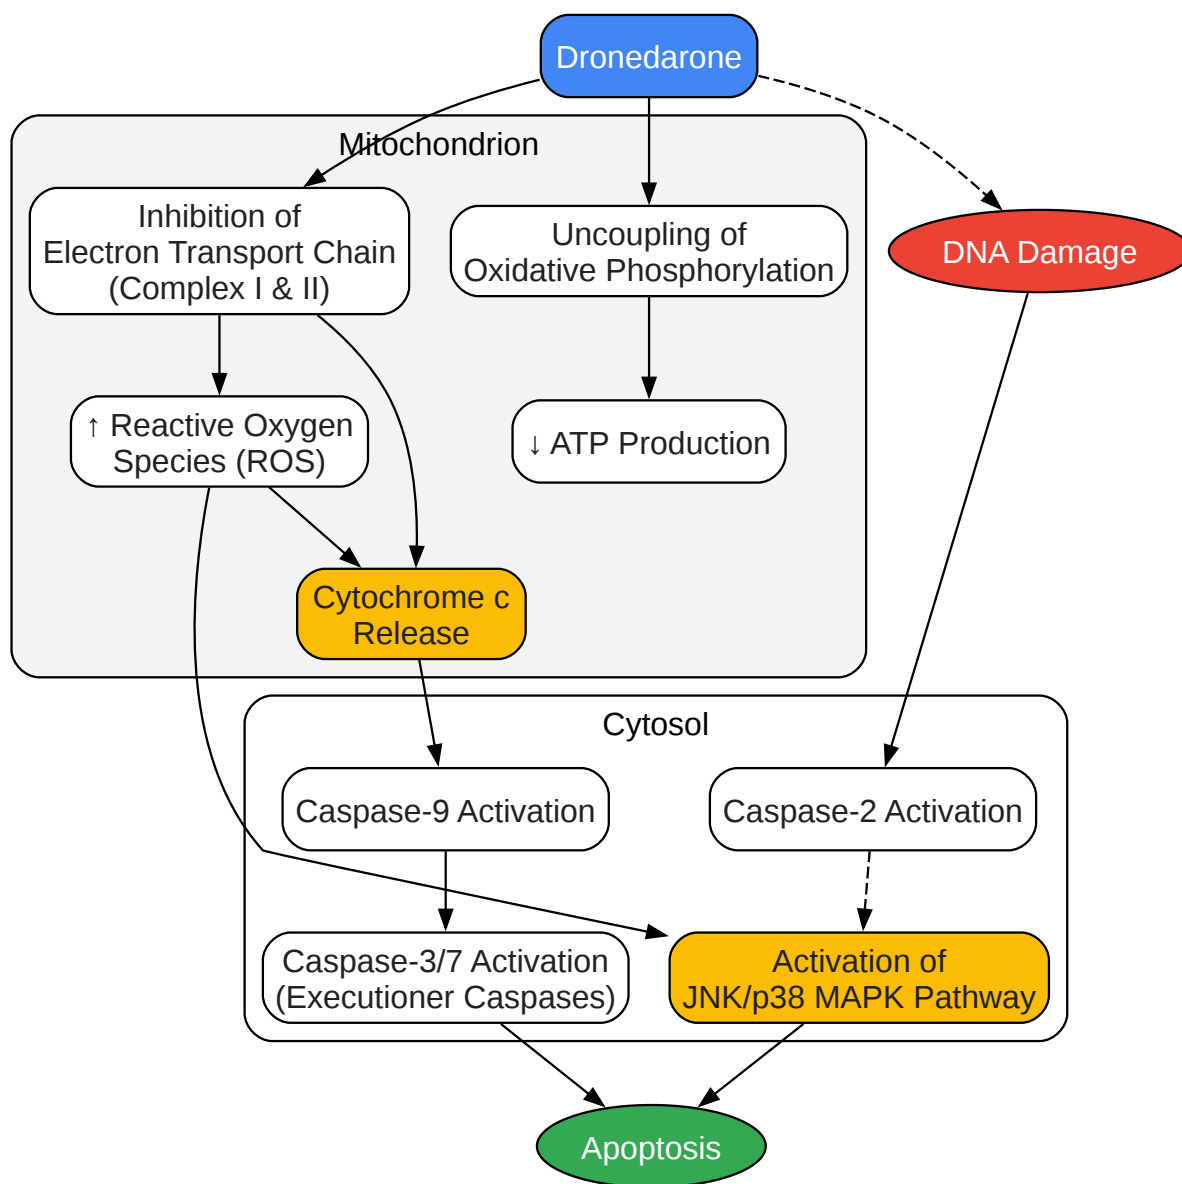 Dronedarone
Mitochondrion
Inhibition of
Electron Transport Chain
(Complex I & II)
Uncoupling of
Oxidative Phosphorylation
DNA Damage
↑ Reactive Oxygen
Species (ROS)
↓ ATP Production
Cytochrome c
Release
Cytosol
Caspase-9 Activation
Caspase-2 Activation
Caspase-3/7 Activation
(Executioner Caspases)
Activation of
JNK/p38 MAPK Pathway
Apoptosis